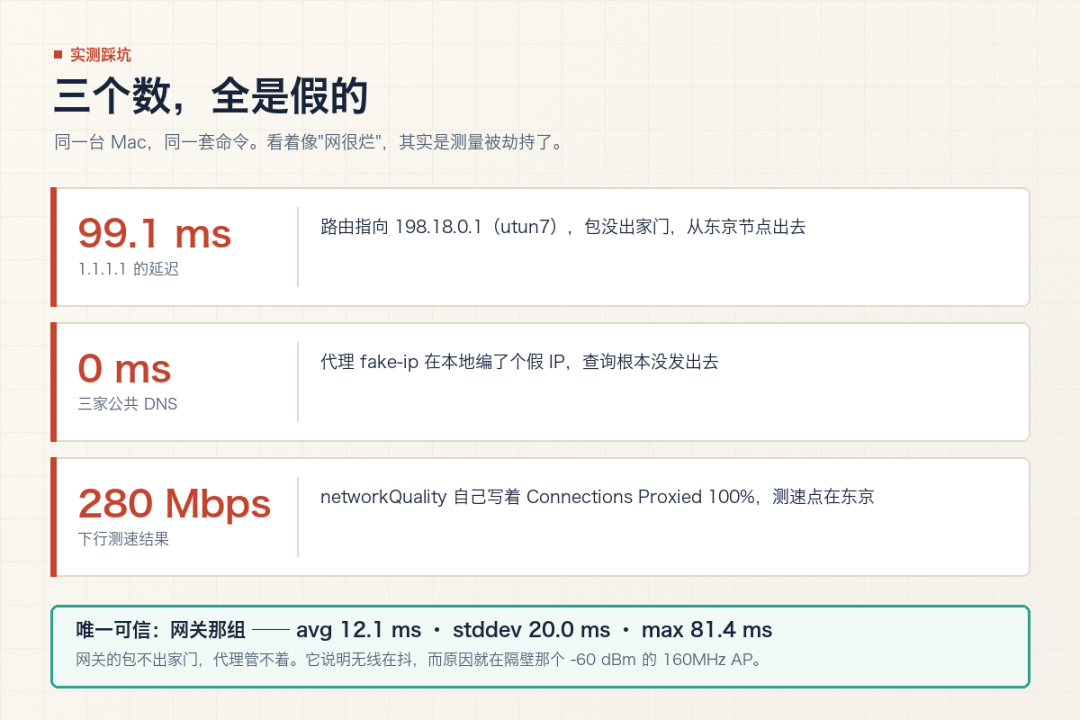 实测踩坑
三个数，全是假的
同一台 Mac，同一套命令。看着像"网很烂"，其实是测量被劫持了。
99.1 ms
1.1.1.1 的延迟
路由指向 198.18.0.1（utun7），包没出家门，从东京节点出去
0 ms
三家公共 DNS
代理 fake-ip 在本地编了个假 IP，查询根本没发出去
280 Mbps
下行测速结果
networkQuality 自己写着 Connections Proxied 100%，测速点在东京
唯一可信：网关那组 —— avg 12.1 ms · stddev 20.0 ms · max 81.4 ms
网关的包不出家门，代理管不着。它说明无线在抖，而原因就在隔壁那个 -60 dBm 的 160MHz AP。